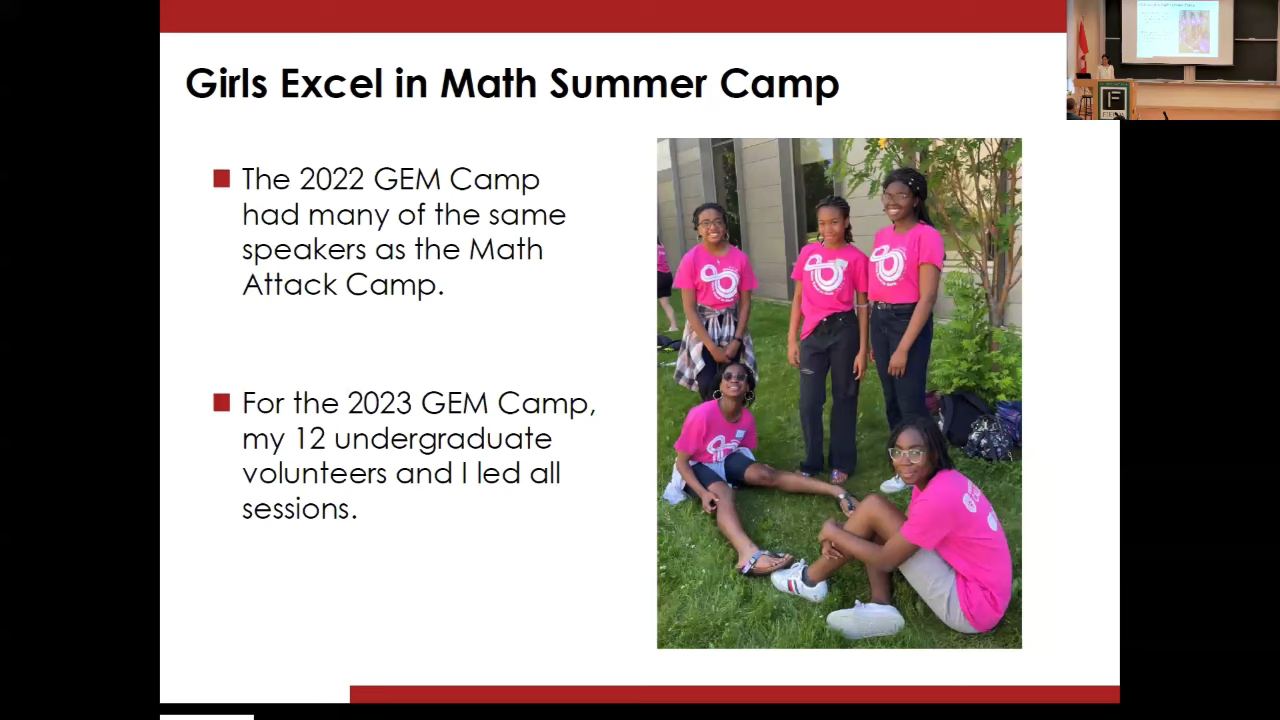 Girls Excel in Math Summer Camp
The 2022 GEM Camp
had many of the same
speakers as the Math
Attack Camp.
For the 2023 GEM Camp,
my 12 undergraduate
volunteers and I led all
sessions.